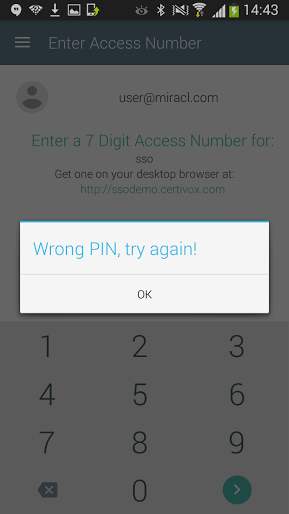 14:43
Enter Access Number
user@miracl.com
Enter a 7 Digit Access Number for:
sso
Get one on your desktop browser at:
http://ssodemo.certivox.com
Wrong PIN, try again!
OK
1 2 3
4 5 6
7 8 9
0